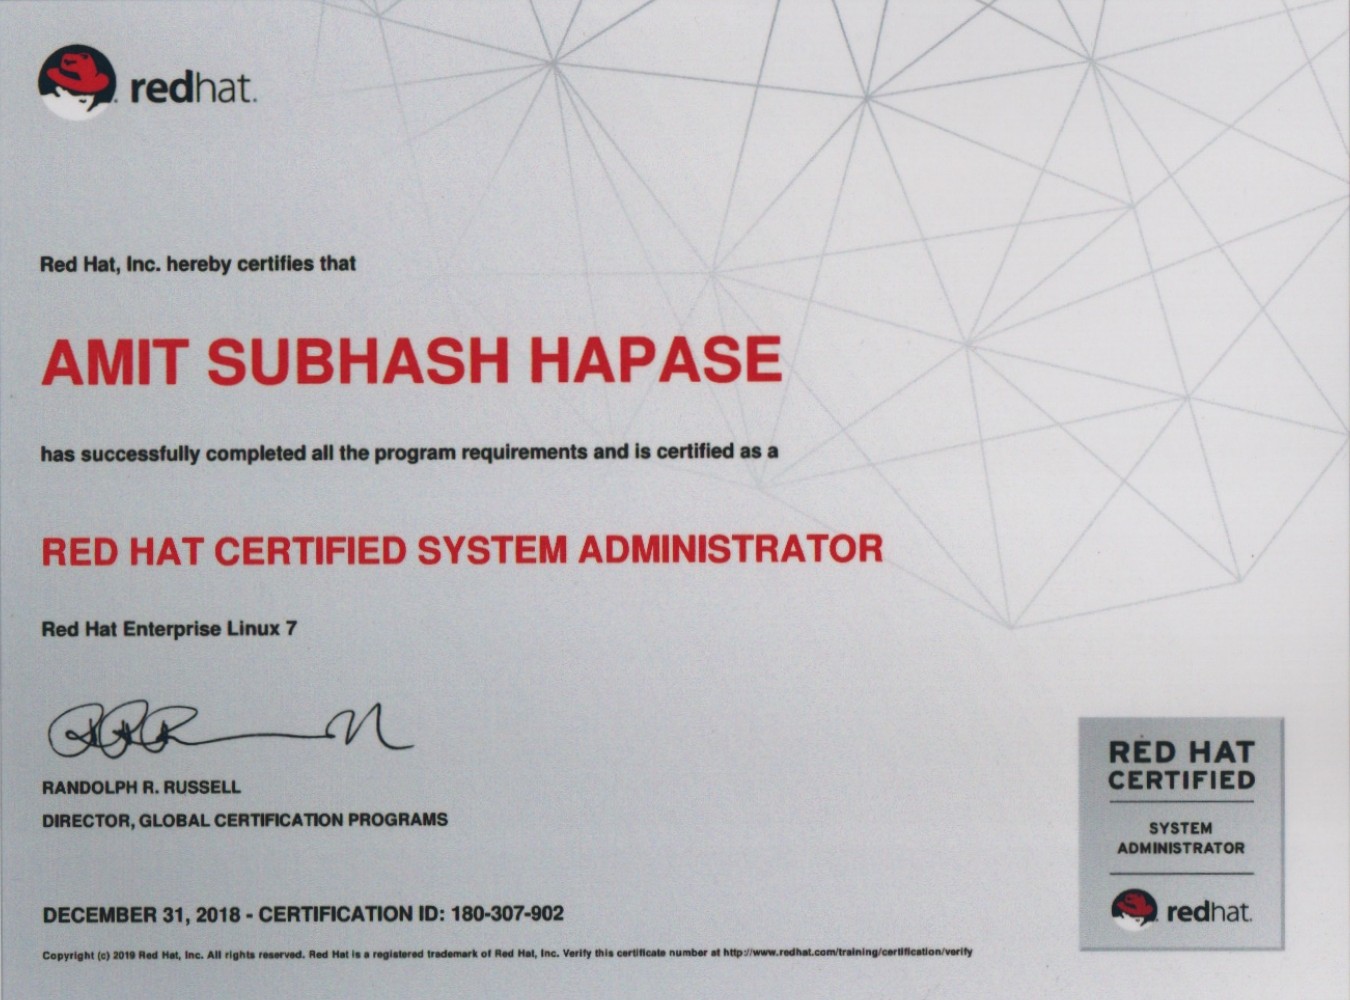 redhat.
Red Hat, Inc. hereby certifies that
AMIT SUBHASH HAPASE
has successfully completed all the program requirements and is certified as a
RED HAT CERTIFIED SYSTEM ADMINISTRATOR
Red Hat Enterprise Linux 7
RANDOLPH R. RUSSELL
DIRECTOR, GLOBAL CERTIFICATION PROGRAMS
DECEMBER 31, 2018 - CERTIFICATION ID: 180-307-902
Copyright (c) 2019 Red Hat, Inc. All rights reserved. Red Hat is a registered trademark of Red Hat, Inc. Verify this certificate number at http://www.redhat.com/training/certification/verify
RED HAT
CERTIFIED
SYSTEM
ADMINISTRATOR
redhat.